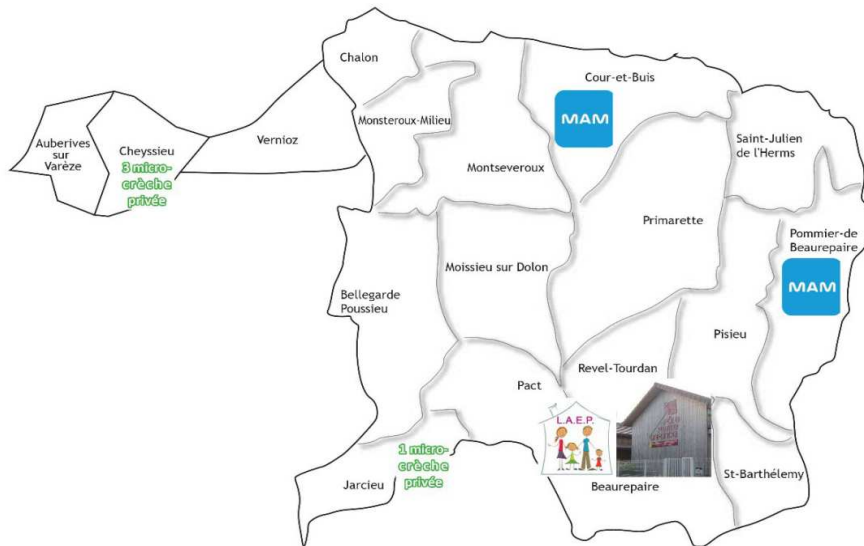 Chalon
Cour-et-Buis
MAM
Monsteroux-Milieu
Vernioz
Auberives
sur
Varèze
Cheyssieu
3 micro-
crèche
privée
Saint-Julien
de l'Herms
Montseveroux
Primarette
Pommier-de
Beaurepaire
MAM
Moissieu sur Dolon
Bellegarde
Poussieu
Pisieu
Revel-Tourdan
Pact
L.A.E.P.
1 micro-
crèche
privée
Jarcieu
Beaurepaire
St-Barthélemy